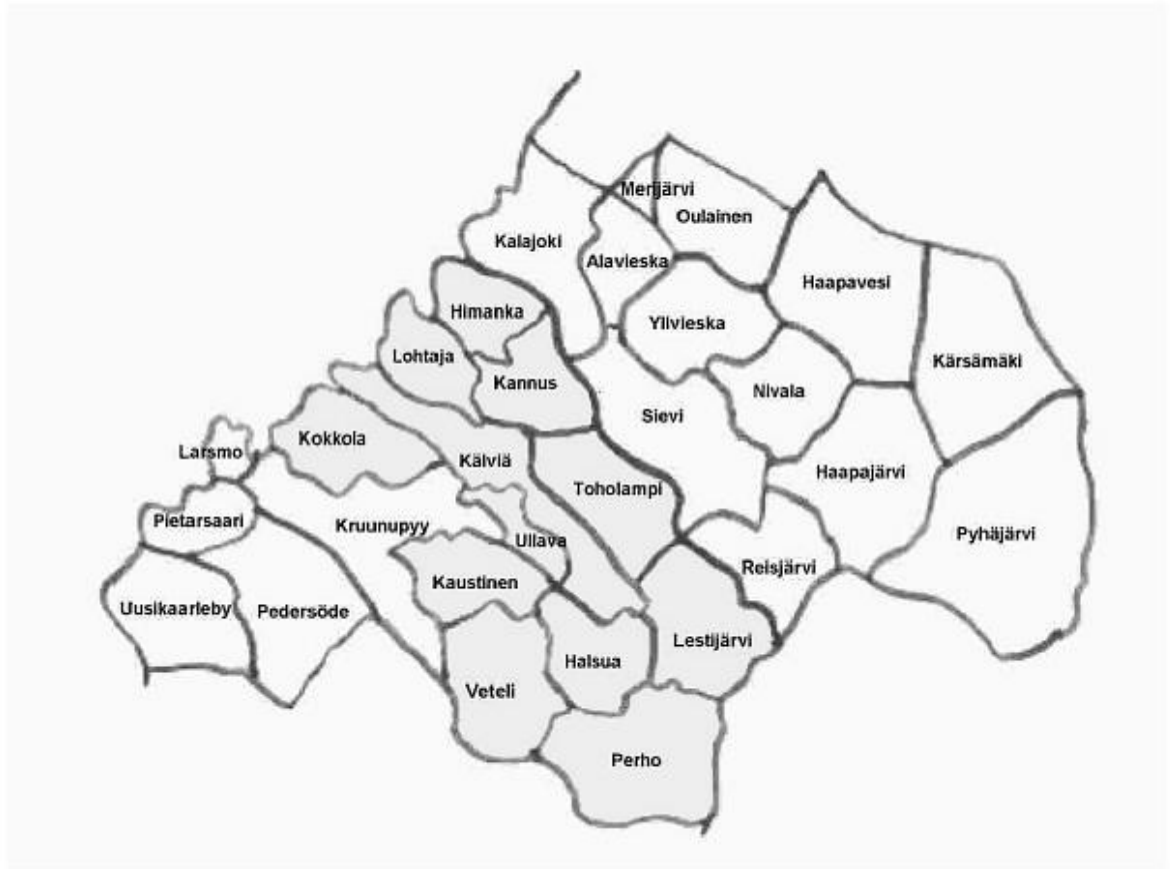 Merijärvi
Oulainen
Kalajoki
Alavieska
Haapavesi
Himanka
Ylivieska
Lohtaja
Kärsämäki
Kannus
Nivala
Sievi
Kokkola
Larsmo
Kälviä
Haapajärvi
Toholampi
Pietarsaari
Kruunupyy
Pyhäjärvi
Ullava
Reisjärvi
Kaustinen
Uusikaarleby
Pedersöde
Lestijärvi
Halsua
Veteli
Perho